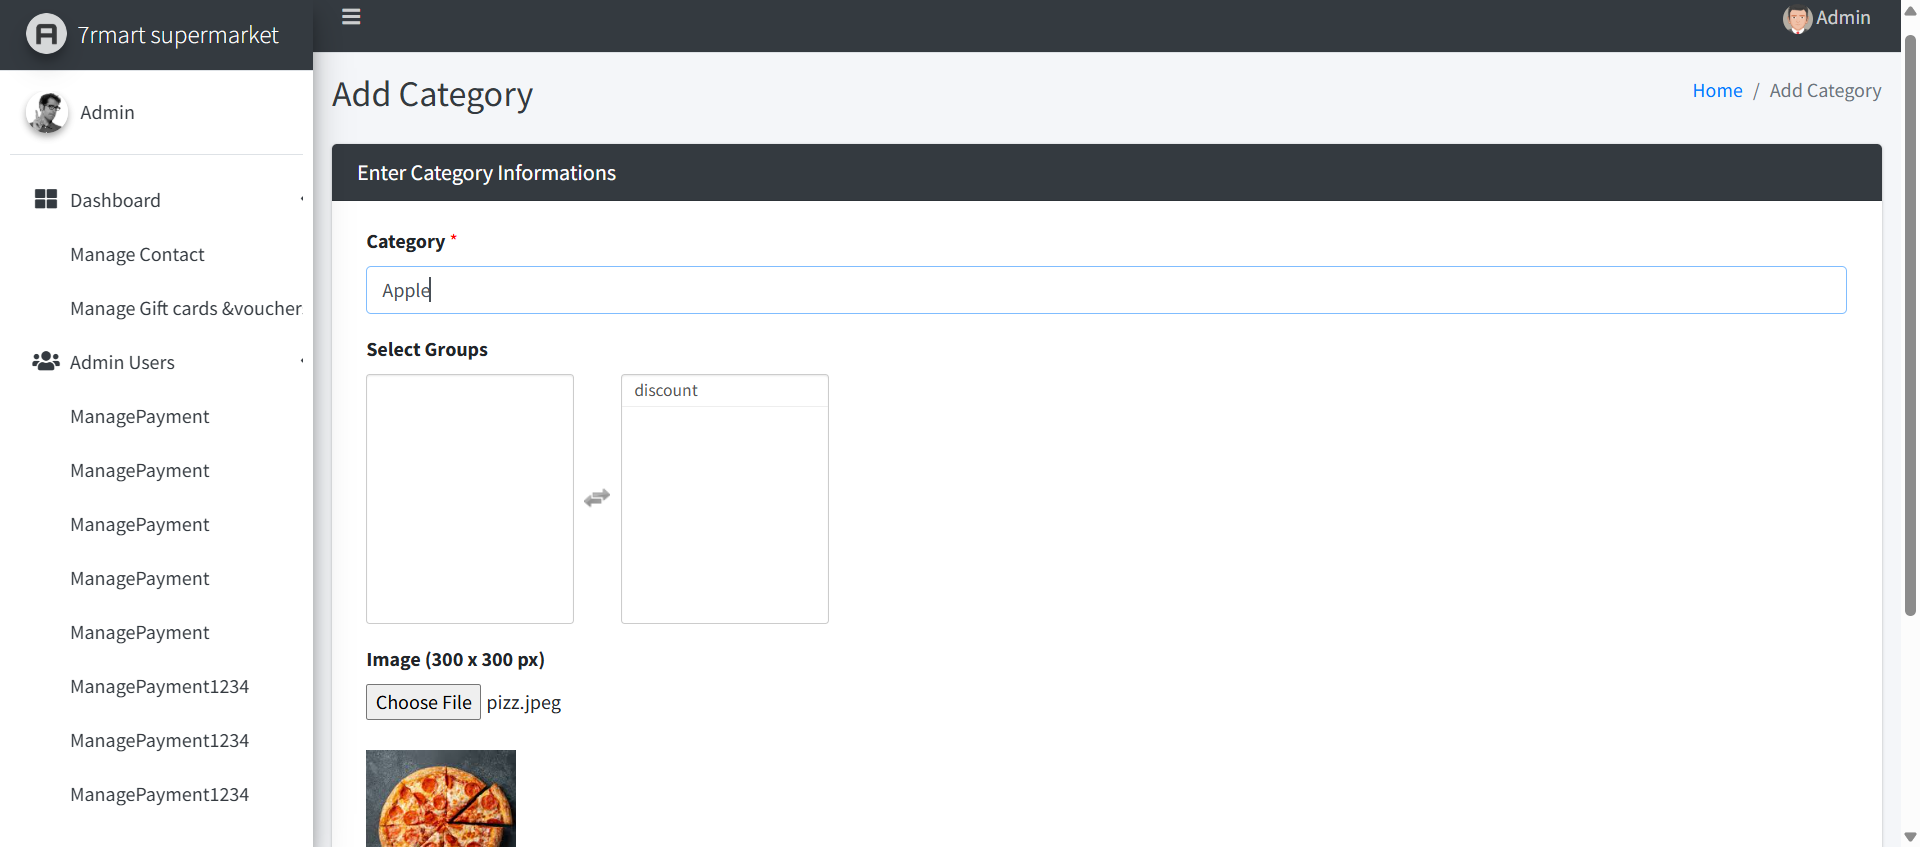 7rmart supermarket
Admin
Admin
Add Category
Home / Add Category
Dashboard
Manage Contact
Manage Gift cards &voucher
Admin Users
ManagePayment
ManagePayment
ManagePayment
ManagePayment
ManagePayment
ManagePayment1234
ManagePayment1234
ManagePayment1234
Enter Category Informations
Category *
Apple
Select Groups
discount
Image (300 x 300 px)
Choose File pizz.jpeg